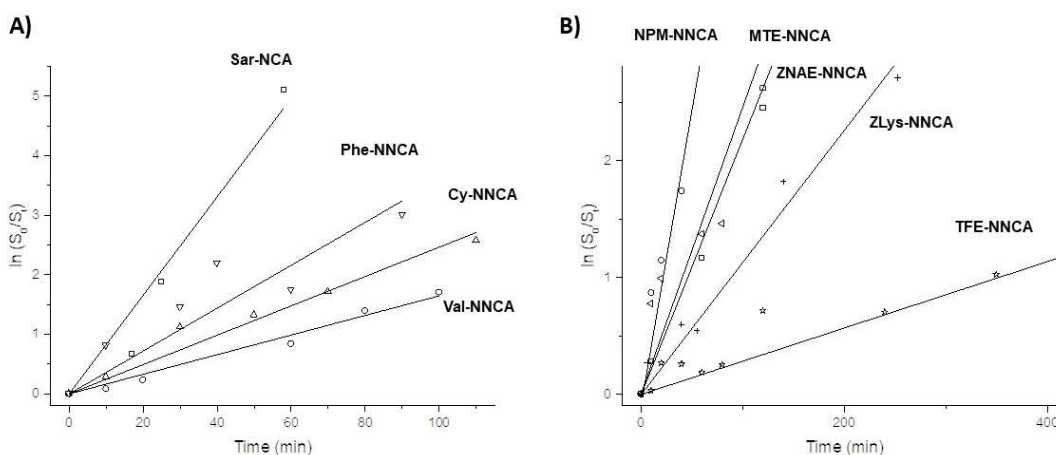 A)
Sar-NCA
Phe-NNCA
Cy-NNCA
Val-NNCA
ln (S₀/Sₜ)
5
4
3
2
1
0
0 20 40 60 80 100
Time (min)
B)
NPM-NNCA MTE-NNCA
ZNAE-NNCA
ZLys-NNCA
TFE-NNCA
ln (S₀/Sₜ)
2
1
0
0 200 400
Time (min)